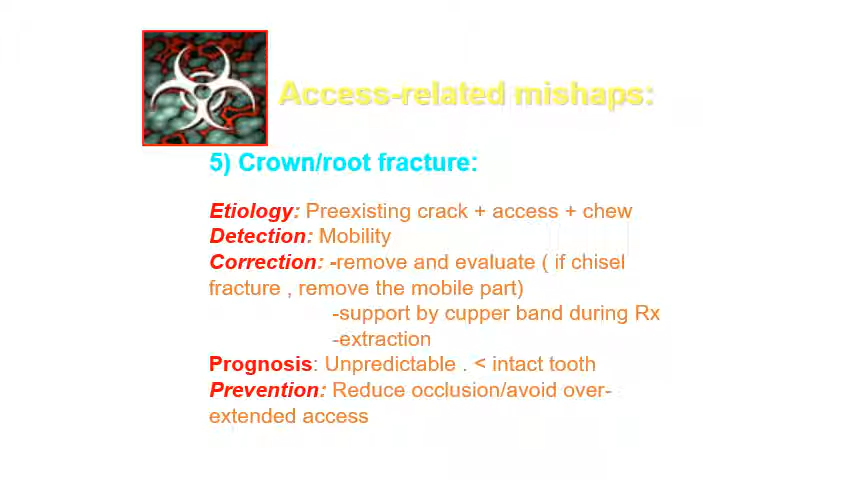 Access-related mishaps:
5) Crown/root fracture:
Etiology: Preexisting crack + access + chew
Detection: Mobility
Correction: -remove and evaluate ( if chisel
fracture , remove the mobile part)
-support by cupper band during Rx
-extraction
Prognosis: Unpredictable . < intact tooth
Prevention: Reduce occlusion/avoid over-
extended access